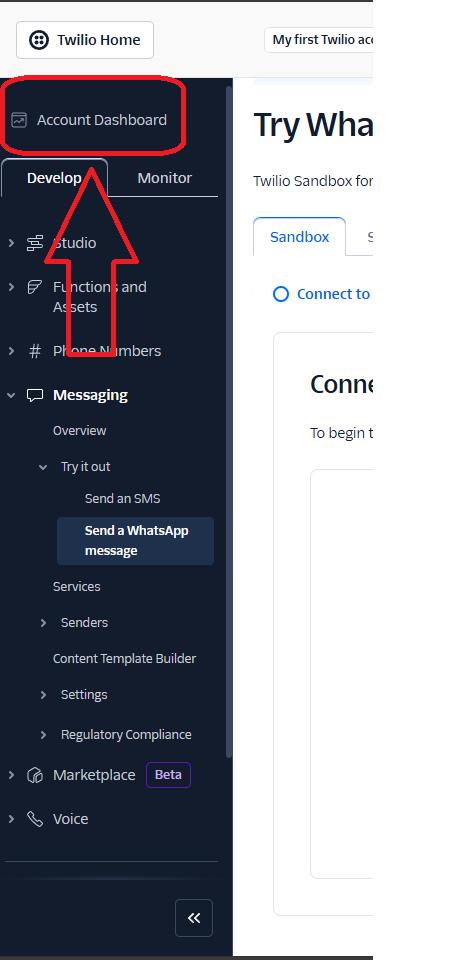 Twilio Home
My first Twilio acc
Account Dashboard
Develop
Monitor
Studio
Functions and
Assets
Phone Numbers
Messaging
Overview
Try it out
Send an SMS
Send a WhatsApp
message
Services
Senders
Content Template Builder
Settings
Regulatory Compliance
Marketplace
Beta
Voice
Try Wha
Twilio Sandbox for
Sandbox
S
Connect to
Conne
To begin t